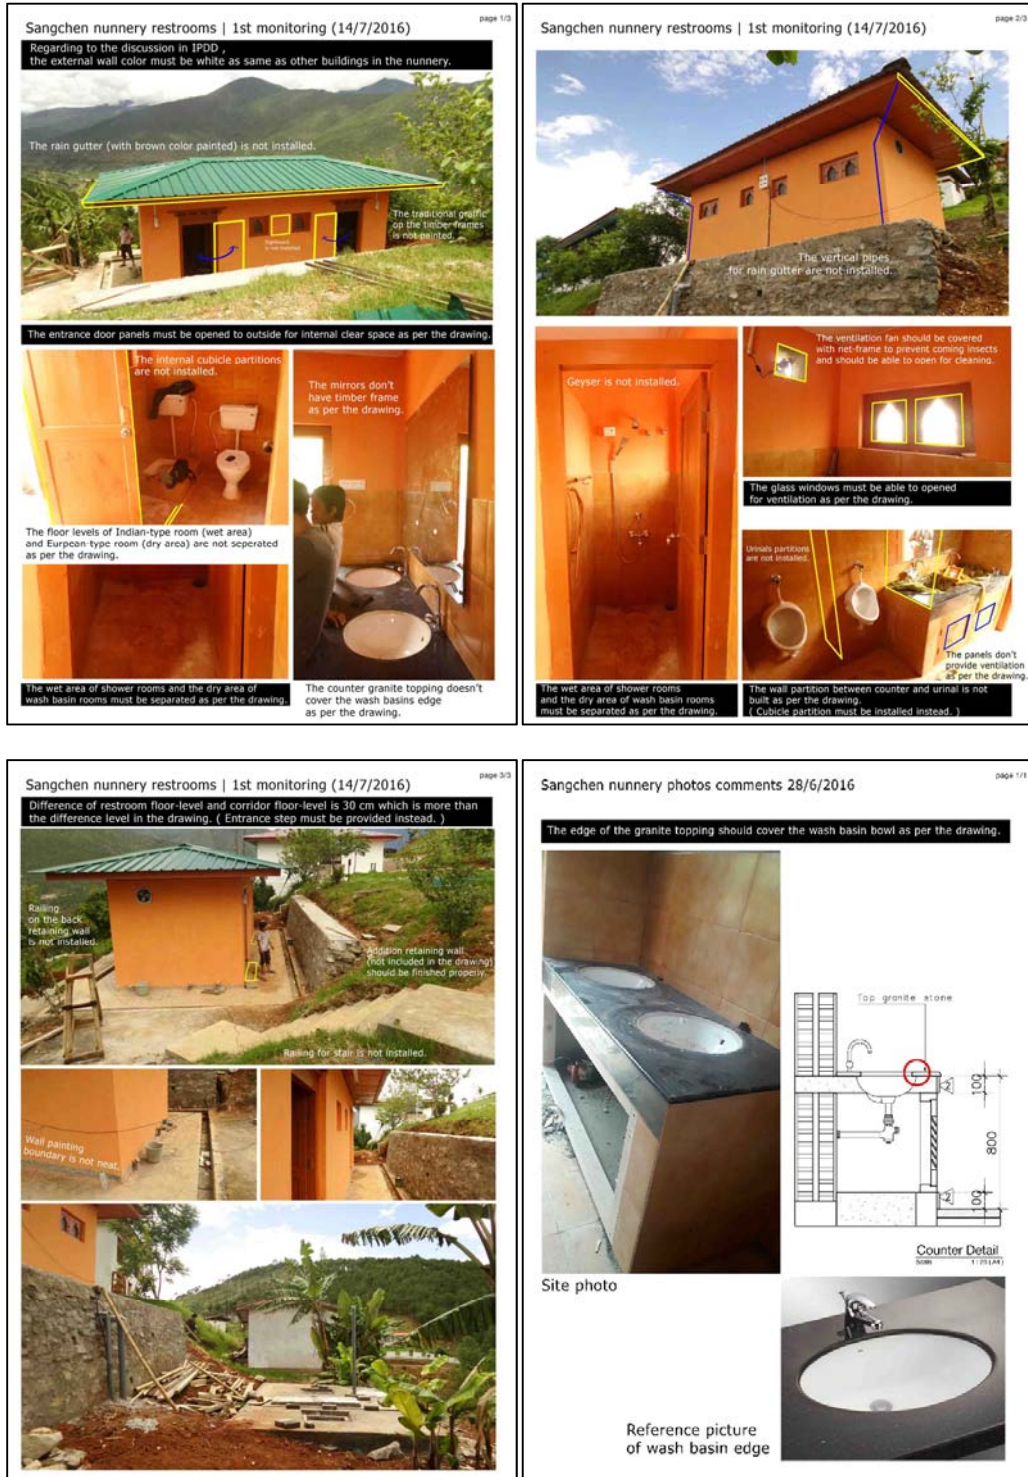 page 1/3
Sangchen nunnery restrooms | 1st monitoring (14/7/2016)
Regarding to the discussion in IPDD ,
the external wall color must be white as same as other buildings in the nunnery.
The rain gutter (with brown color painted) is not installed.
The traditional graffic
on the timber frames
is not painted.
is not installed
The entrance door panels must be opened to outside for internal clear space as per the drawing.
The internal cubicle partitions
are not installed.
The mirrors don't
have timber frame
as per the drawing.
The floor levels of Indian-type room (wet area)
and Eurpean-type room (dry area) are not seperated
as per the drawing.
The wet area of shower rooms and the dry area of
wash basin rooms must be separated as per the drawing.
The counter granite topping doesn't
cover the wash basins edge
as per the drawing.
page 2/3
Sangchen nunnery restrooms | 1st monitoring (14/7/2016)
The vertical pipes
for rain gutter are not installed.
Geyser is not installed.
The ventilation fan should be covered
with net-frame to prevent coming insects
and should be able to open for cleaning.
The glass windows must be able to opened
for ventilation as per the drawing.
Urinals partitions
are not installed.
The panels don't
provide ventilation
as per the drawing.
The wet area of shower rooms
and the dry area of wash basin rooms
must be separated as per the drawing.
The wall partition between counter and urinal is not
built as per the drawing.
( Cubicle partition must be installed instead. )
page 3/3
Sangchen nunnery restrooms | 1st monitoring (14/7/2016)
Difference of restroom floor-level and corridor floor-level is 30 cm which is more than
the difference level in the drawing. ( Entrance step must be provided instead. )
Railing
on the back
retaining wall
is not installed.
Addition retaining wall
(not included in the drawing)
should be finished properly.
Railing for stair is not installed.
Wall painting
boundary is not neat.
page 1/1
Sangchen nunnery photos comments 28/6/2016
The edge of the granite topping should cover the wash basin bowl as per the drawing.
Top granite stone
100
800
100
Counter Detail
Site photo
Reference picture
of wash basin edge